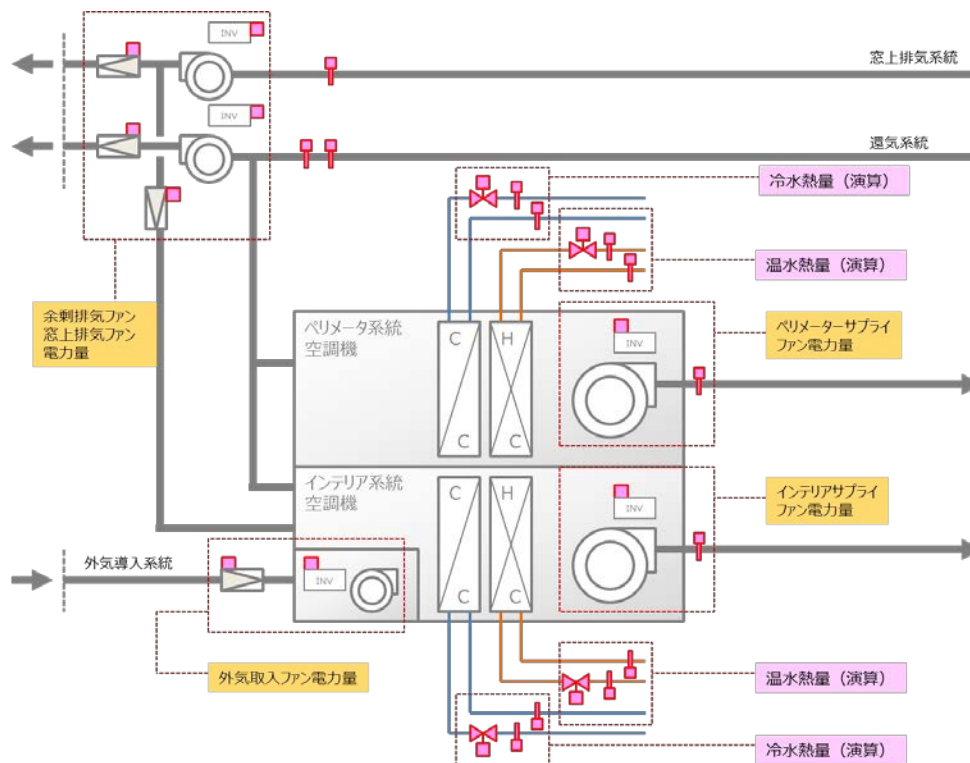 INV
窓上排気系統
INV
還気系統
冷水熱量（演算）
温水熱量（演算）
余剰排気ファン
窓上排気ファン
電力量
ペリメータ系統
空調機
C
H
INV
ペリメーターサプライ
ファン電力量
C
C
インテリア系統
空調機
C
H
INV
インテリアサプライ
ファン電力量
外気導入系統
INV
C
C
外気取入ファン電力量
温水熱量（演算）
冷水熱量（演算）